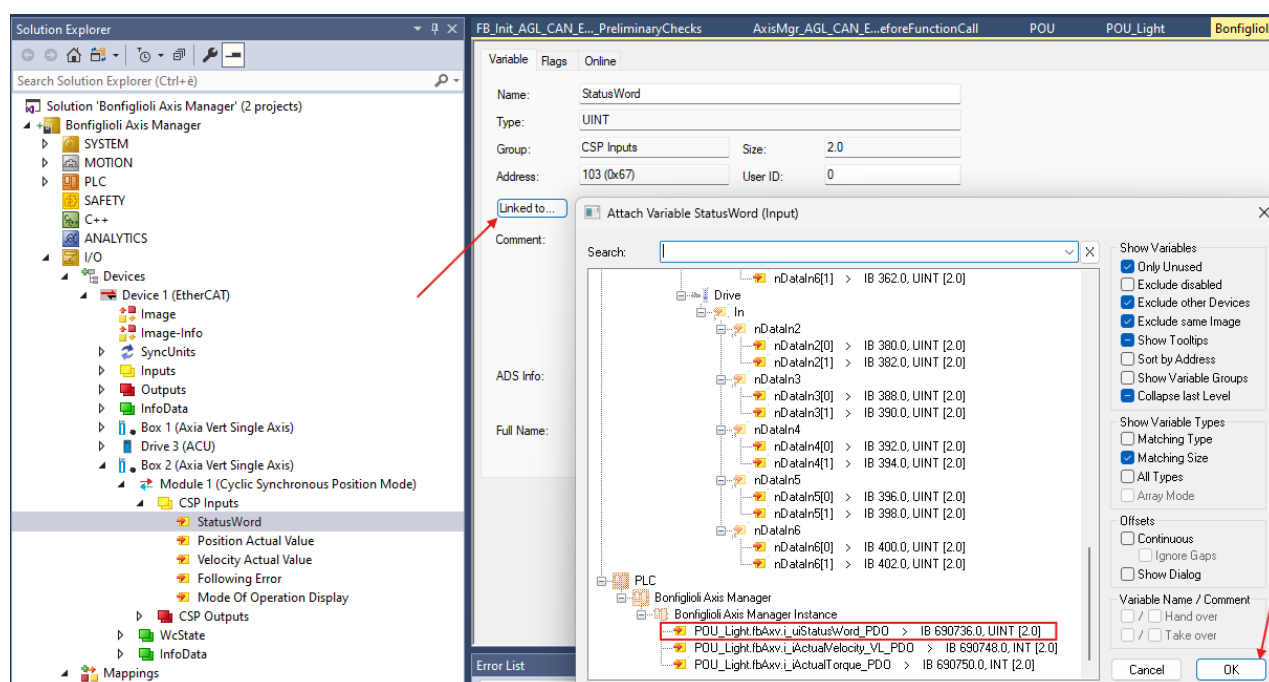 Solution Explorer
Search Solution Explorer (Ctrl+è)
Solution 'Bonfiglioli Axis Manager' (2 projects)
Bonfiglioli Axis Manager
SYSTEM
MOTION
PLC
SAFETY
C++
ANALYTICS
I/O
Devices
Device 1 (EtherCAT)
Image
Image-Info
SyncUnits
Inputs
Outputs
InfoData
Box 1 (Axia Vert Single Axis)
Drive 3 (ACU)
Box 2 (Axia Vert Single Axis)
Module 1 (Cyclic Synchronous Position Mode)
CSP Inputs
StatusWord
Position Actual Value
Velocity Actual Value
Following Error
Mode Of Operation Display
CSP Outputs
WcState
InfoData
Mappings
FB_Init_AGL_CAN_E..._PreliminaryChecks AxisMgr_AGL_CAN_E...eforeFunctionCall POU POU_Light Bonfigliol
Variable Flags Online
Name: StatusWord
Type: UINT
Group: CSP Inputs Size: 2.0
Address: 103 (0x67) User ID: 0
Linked to...
Comment:
ADS Info:
Full Name:
Error List
Attach Variable StatusWord (Input)
Search:
nDataIn6[1] > IB 362.0, UINT [2.0]
Drive
In
nDataIn2
nDataIn2[0] > IB 380.0, UINT [2.0]
nDataIn2[1] > IB 382.0, UINT [2.0]
nDataIn3
nDataIn3[0] > IB 388.0, UINT [2.0]
nDataIn3[1] > IB 390.0, UINT [2.0]
nDataIn4
nDataIn4[0] > IB 392.0, UINT [2.0]
nDataIn4[1] > IB 394.0, UINT [2.0]
nDataIn5
nDataIn5[0] > IB 396.0, UINT [2.0]
nDataIn5[1] > IB 398.0, UINT [2.0]
nDataIn6
nDataIn6[0] > IB 400.0, UINT [2.0]
nDataIn6[1] > IB 402.0, UINT [2.0]
PLC
Bonfiglioli Axis Manager
Bonfiglioli Axis Manager Instance
POU_Light.fbAxv.i_uiStatusWord_PDO > IB 690736.0, UINT [2.0]
POU_Light.fbAxv.i_iActualVelocity_VL_PDO > IB 690748.0, INT [2.0]
POU_Light.fbAxv.i_iActualTorque_PDO > IB 690750.0, INT [2.0]
Show Variables
Only Unused
Exclude disabled
Exclude other Devices
Exclude same Image
Show Tooltips
Sort by Address
Show Variable Groups
Collapse last Level
Show Variable Types
Matching Type
Matching Size
All Types
Array Mode
Offsets
Continuous
Ignore Gaps
Show Dialog
Variable Name / Comment
/ Hand over
/ Take over
Cancel OK